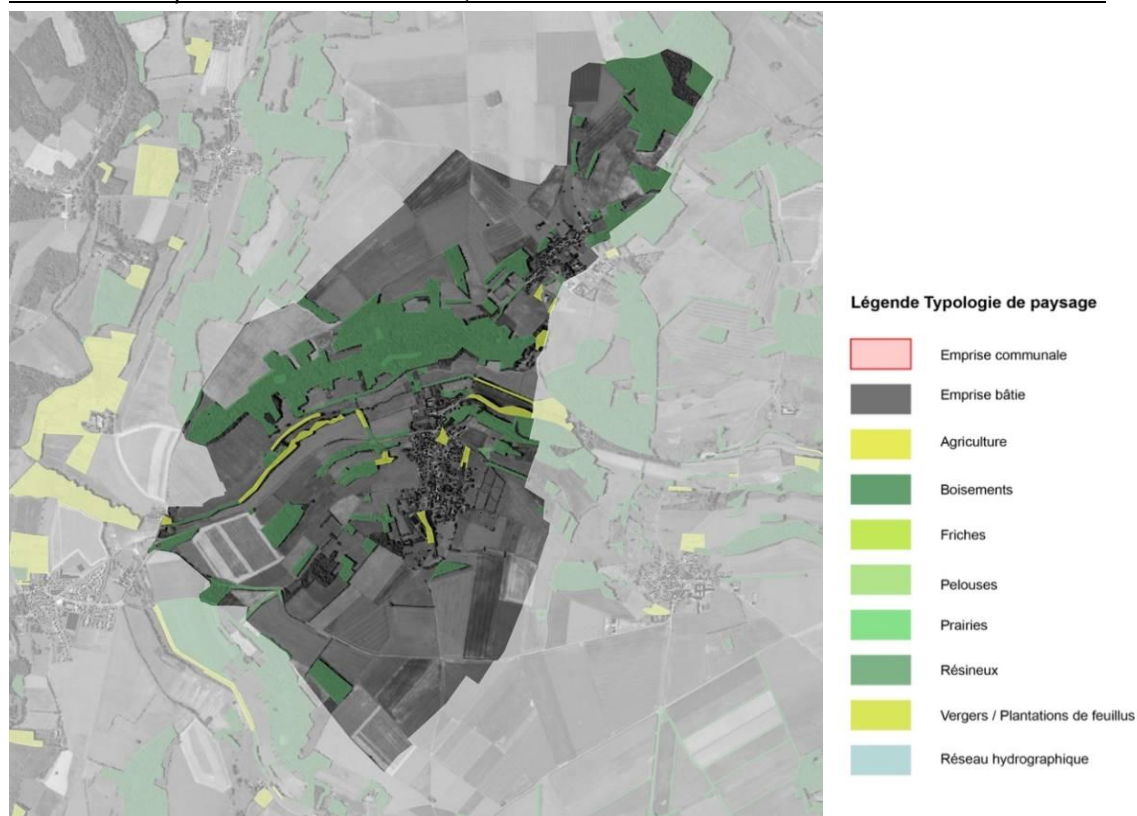 Légende Typologie de paysage
Emprise communale
Emprise bâtie
Agriculture
Boisements
Friches
Pelouses
Prairies
Résineux
Vergers / Plantations de feuillus
Réseau hydrographique